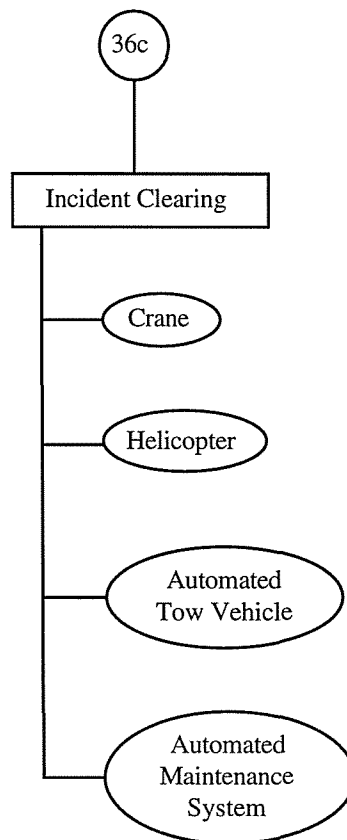 36c
Incident Clearing
Crane
Helicopter
Automated
Tow Vehicle
Automated
Maintenance
System